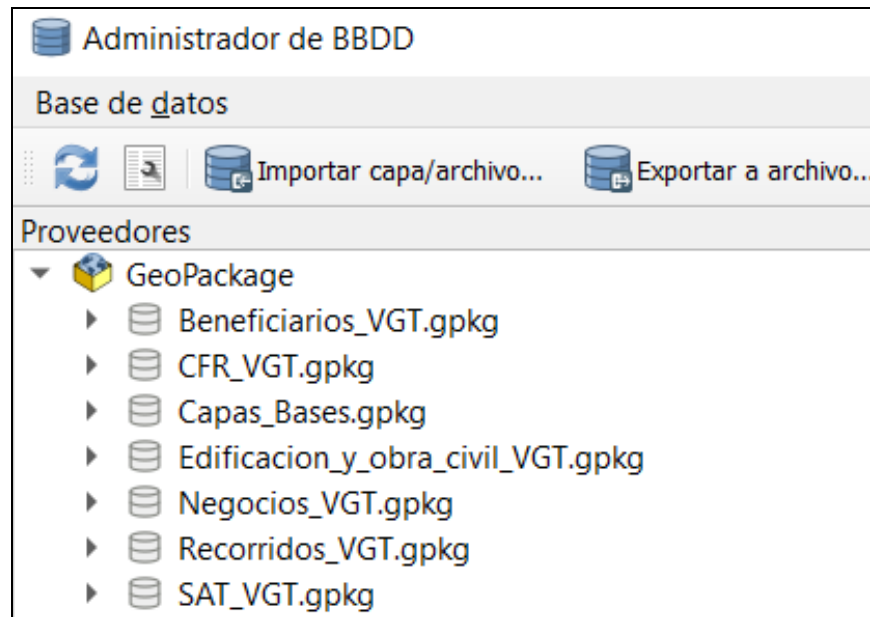 Administrador de BBDD
Base de datos
Importar capa/archivo... Exportar a archivo...
Proveedores
GeoPackage
Beneficiarios_VGT.gpkg
CFR_VGT.gpkg
Capas_Bases.gpkg
Edificacion_y_obra_civil_VGT.gpkg
Negocios_VGT.gpkg
Recorridos_VGT.gpkg
SAT_VGT.gpkg